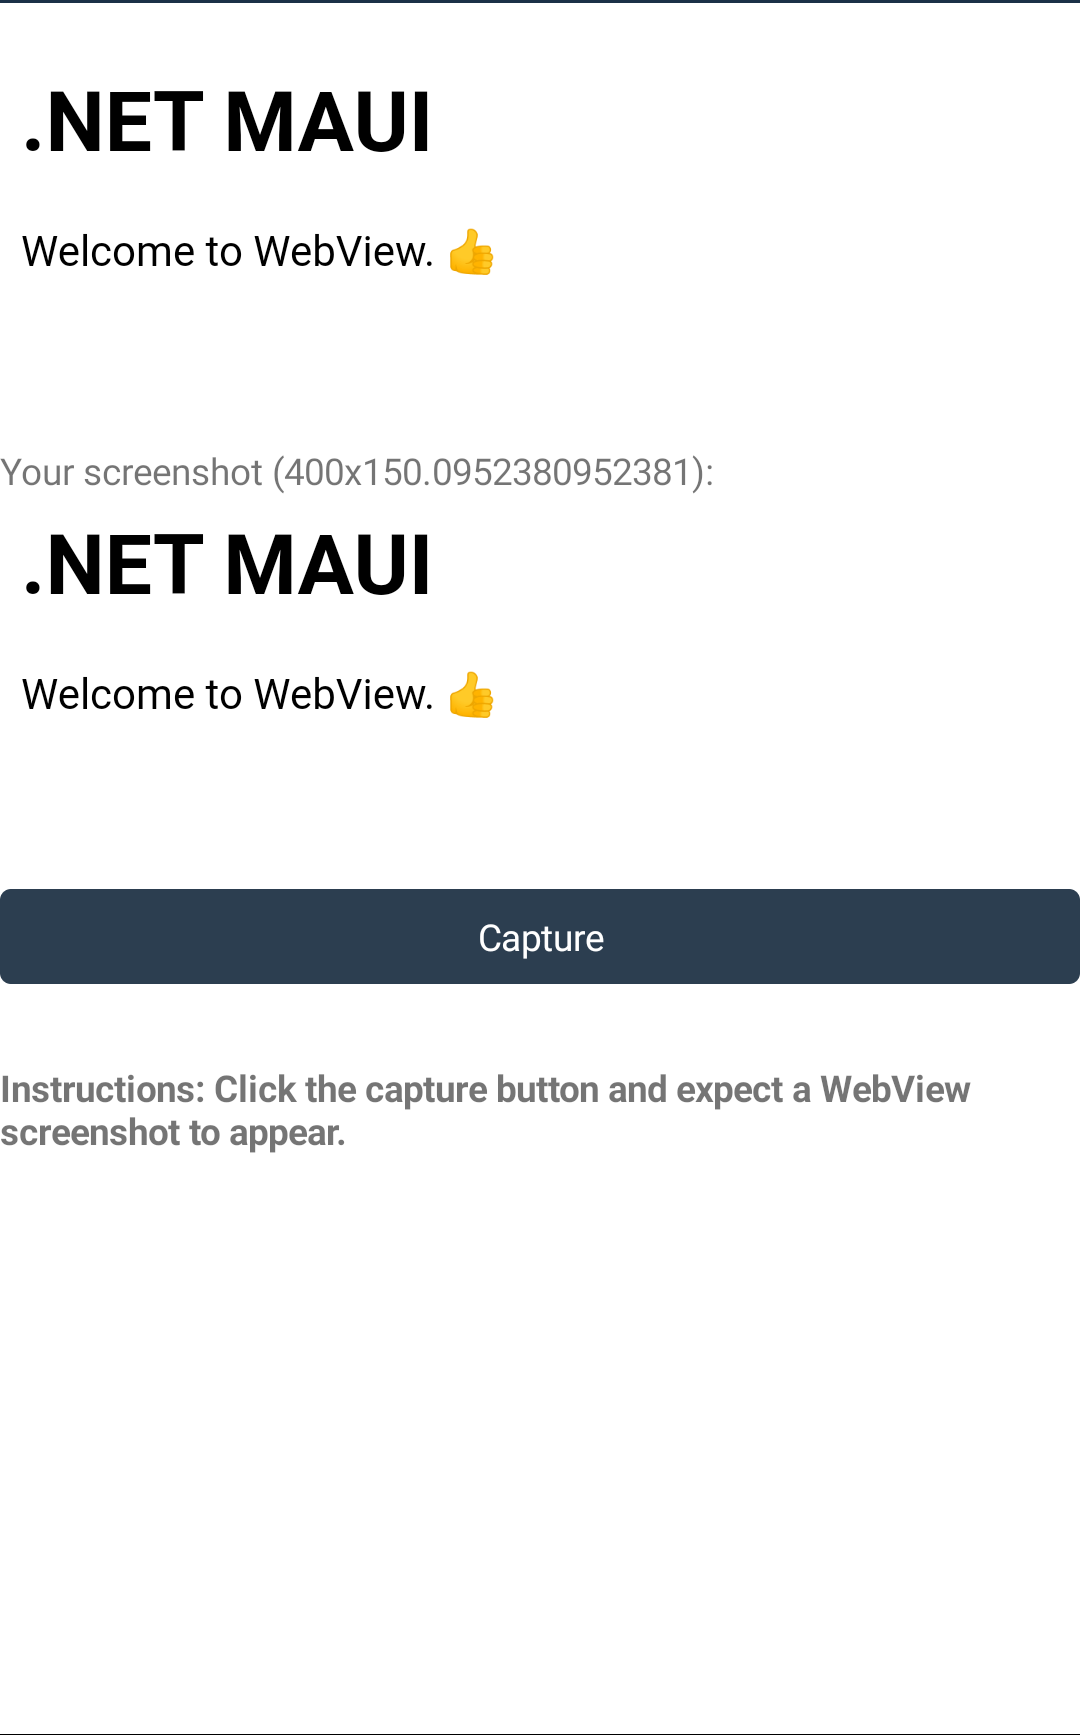 .NET MAUI
Welcome to WebView. 👍
Your screenshot (400x150.0952380952381):
.NET MAUI
Welcome to WebView. 👍
Capture
Instructions: Click the capture button and expect a WebView
screenshot to appear.